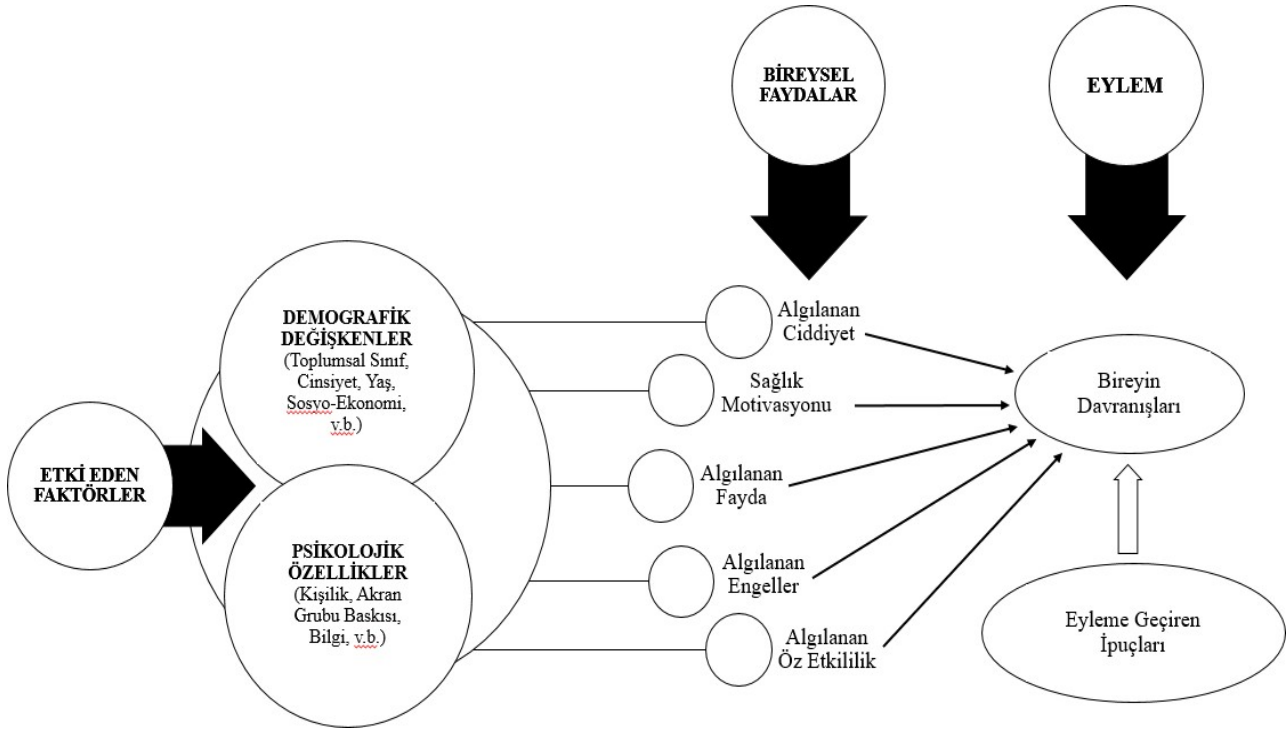 BİREYSEL
FAYDALAR
EYLEM
ETKİ EDEN
FAKTÖRLER
DEMOGRAFİK
DEĞİŞKENLER
(Toplumsal Sınıf,
Cinsiyet, Yaş,
Sosyo-Ekonomi,
v.b.)
PSİKOLOJİK
ÖZELLİKLER
(Kişilik, Akran
Grubu Baskısı,
Bilgi, v.b.)
Algılanan
Ciddiyet
Sağlık
Motivasyonu
Algılanan
Fayda
Algılanan
Engeller
Algılanan
Öz Etkililik
Bireyin
Davranışları
Eyleme Geçiren
İpuçları